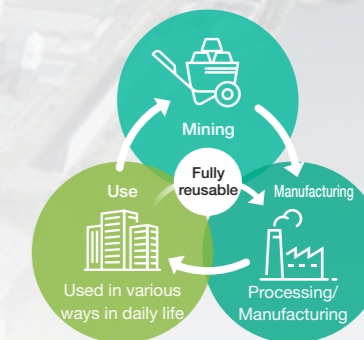 Mining
Fully
reusable
Use
Manufacturing
Used in various
ways in daily life
Processing/
Manufacturing